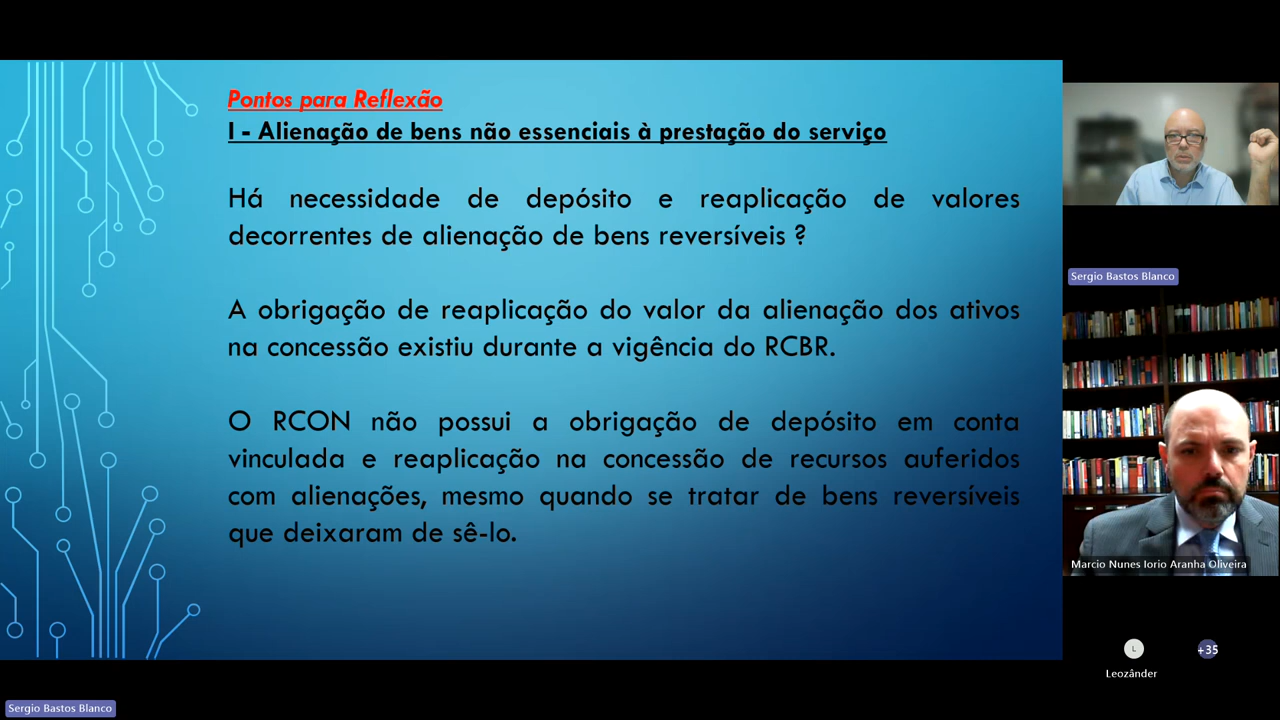 Pontos para Reflexão
I - Alienação de bens não essenciais à prestação do serviço
Há necessidade de depósito e reaplicação de valores
decorrentes de alienação de bens reversíveis ?
A obrigação de reaplicação do valor da alienação dos ativos
na concessão existiu durante a vigência do RCBR.
O RCON não possui a obrigação de depósito em conta
vinculada e reaplicação na concessão de recursos auferidos
com alienações, mesmo quando se tratar de bens reversíveis
que deixaram de sê-lo.
Sergio Bastos Blanco
Marcio Nunes Iorio Aranha Oliveira
L
+35
Leozânder
Sergio Bastos Blanco